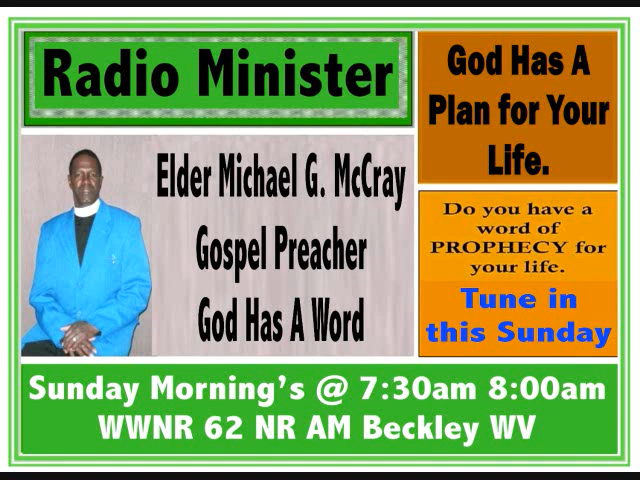 Radio Minister
God Has A
Plan for Your
Life.
Elder Michael G. McCray
Gospel Preacher
God Has A Word
Do you have a
word of
PROPHECY for
your life.
Tune in
this Sunday
Sunday Morning's @ 7:30am 8:00am
WWNR 62 NR AM Beckley WV